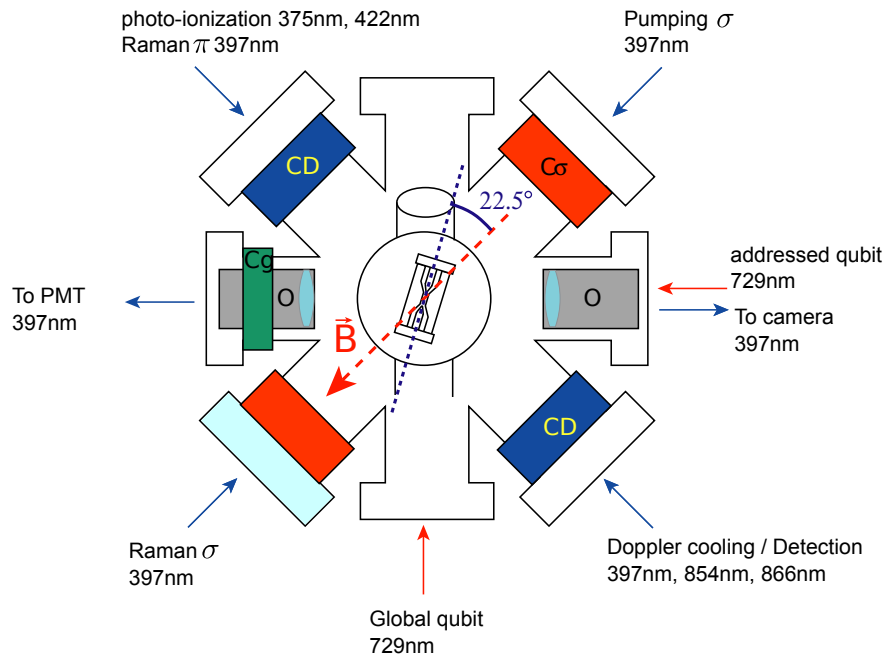 photo-ionization 375nm, 422nm
Raman π 397nm
Pumping σ
397nm
CD
Cσ
22.5°
Cg
O
O
B⃗
To PMT
397nm
addressed qubit
729nm
To camera
397nm
CD
Raman σ
397nm
Doppler cooling / Detection
397nm, 854nm, 866nm
Global qubit
729nm